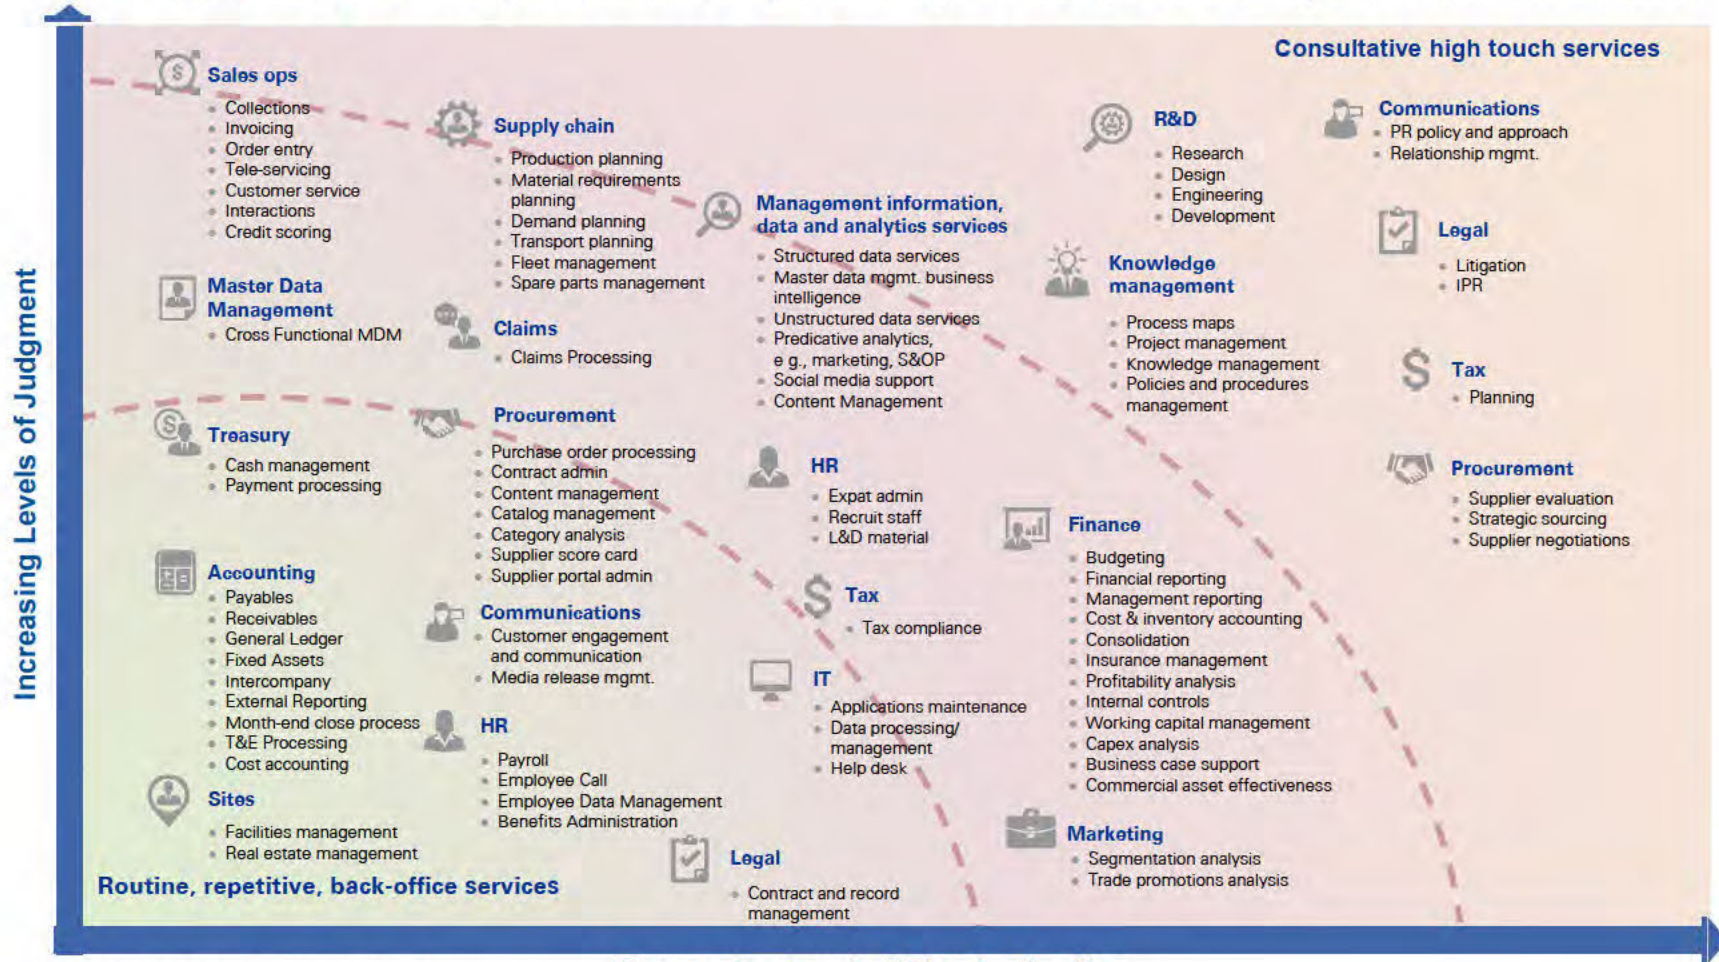 Consultative high touch services
Increasing Levels of Judgment
Sales ops
Collections
Invoicing
Order entry
Tele-servicing
Customer service
Interactions
Credit scoring
Master Data
Management
Cross Functional MDM
Treasury
Cash management
Payment processing
Accounting
Payables
Receivables
General Ledger
Fixed Assets
Intercompany
External Reporting
Month-end close process
T&E Processing
Cost accounting
Sites
Facilities management
Real estate management
Routine, repetitive, back-office services
Supply chain
Production planning
Material requirements
planning
Demand planning
Transport planning
Fleet management
Spare parts management
Claims
Claims Processing
Procurement
Purchase order processing
Contract admin
Content management
Catalog management
Category analysis
Supplier score card
Supplier portal admin
Communications
Customer engagement
and communication
Media release mgmt.
HR
Payroll
Employee Call
Employee Data Management
Benefits Administration
Legal
Contract and record
management
Management information,
data and analytics services
Structured data services
Master data mgmt. business
intelligence
Unstructured data services
Predicative analytics,
e g., marketing, S&OP
Social media support
Content Management
HR
Expat admin
Recruit staff
L&D material
Tax
Tax compliance
IT
Applications maintenance
Data processing/
management
Help desk
R&D
Research
Design
Engineering
Development
Knowledge
management
Process maps
Project management
Knowledge management
Policies and procedures
management
Finance
Budgeting
Financial reporting
Management reporting
Cost & inventory accounting
Consolidation
Insurance management
Profitability analysis
Internal controls
Working capital management
Capex analysis
Business case support
Commercial asset effectiveness
Marketing
Segmentation analysis
Trade promotions analysis
Communications
PR policy and approach
Relationship mgmt.
Legal
Litigation
IPR
Tax
Planning
Procurement
Supplier evaluation
Strategic sourcing
Supplier negotiations